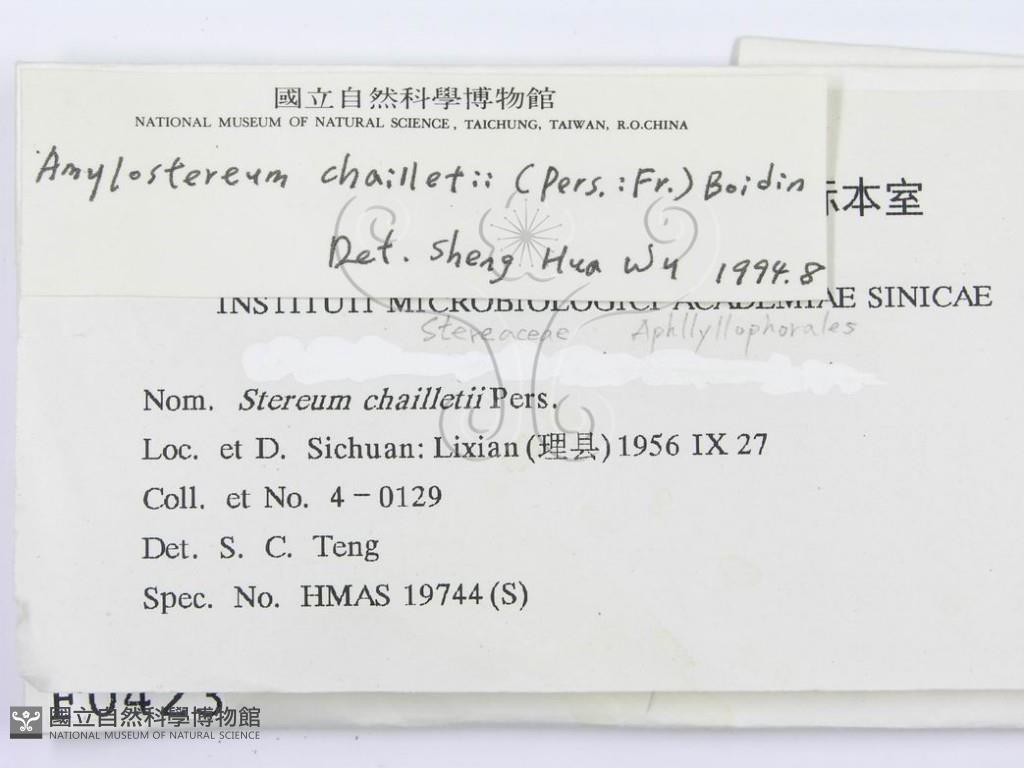 國立自然科學博物館
NATIONAL MUSEUM OF NATURAL SCIENCE, TAICHUNG, TAIWAN, R.O.CHINA
Amylostereum chailletii (Pers.:Fr.) Boidin
Det. Sheng Hua Wu 1994.8
标本室
INSTITUTI MICROBIOLOGICI ACADEMIAE SINICAE
Stereaceae Aphllyllophorales
Nom. Stereum chailletii Pers.
Loc. et D. Sichuan: Lixian (理县) 1956 IX 27
Coll. et No. 4-0129
Det. S. C. Teng
Spec. No. HMAS 19744 (S)
F0423
國立自然科學博物館
NATIONAL MUSEUM OF NATURAL SCIENCE